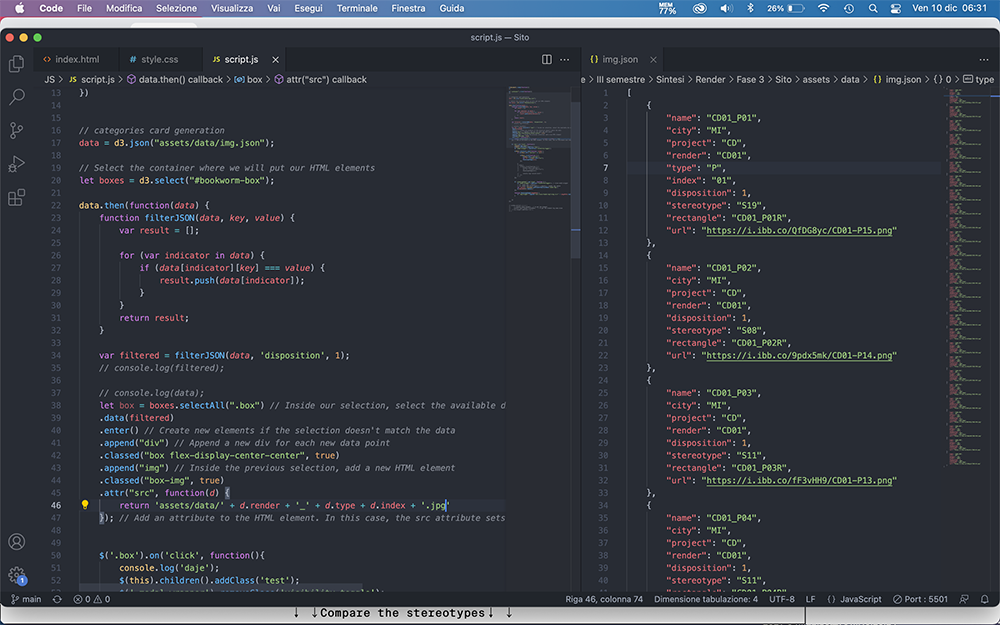 Code File Modifica Selezione Visualizza Vai Esegui Terminale Finestra Guida MEM 77% 26% Ven 10 dic 06:31
script.js — Sito
index.html # style.css JS script.js × {} img.json ×
JS > JS script.js > data.then() callback > box > attr("src") callback
e > III semestre > Sintesi > Render > Fase 3 > Sito > assets > data > {} img.json > {} 0 > type
13 })
14
15
16 // categories card generation
17 data = d3.json("assets/data/img.json");
18
19 // Select the container where we will put our HTML elements
20 let boxes = d3.select("#bookworm-box");
21
22 data.then(function(data) {
23 function filterJSON(data, key, value) {
24 var result = [];
25
26 for (var indicator in data) {
27 if (data[indicator][key] === value) {
28 result.push(data[indicator]);
29 }
30 }
31 return result;
32 }
33
34 var filtered = filterJSON(data, 'disposition', 1);
35 // console.log(filtered);
36
37 // console.log(data);
38 let box = boxes.selectAll(".box") // Inside our selection, select the available d
39 .data(filtered)
40 .enter() // Create new elements if the selection doesn't match the data
41 .append("div") // Append a new div for each new data point
42 .classed("box flex-display-center-center", true)
43 .append("img") // Inside the previous selection, add a new HTML element
44 .classed("box-img", true)
45 .attr("src", function(d) {
46 return 'assets/data/' + d.render + '_' + d.type + d.index + '.jpg'
47 }); // Add an attribute to the HTML element. In this case, the src attribute sets
48
49
50 $('.box').on('click', function(){
51 console.log('daje');
52 $(this).children().addClass('test');
1 [
2 {
3 "name": "CD01_P01",
4 "city": "MI",
5 "project": "CD",
6 "render": "CD01",
7 "type": "P",
8 "index": "01",
9 "disposition": 1,
10 "stereotype": "S19",
11 "rectangle": "CD01_P01R",
12 "url": "https://i.ibb.co/QfDG8yc/CD01-P15.png"
13 },
14 {
15 "name": "CD01_P02",
16 "city": "MI",
17 "project": "CD",
18 "render": "CD01",
19 "disposition": 1,
20 "stereotype": "S08",
21 "rectangle": "CD01_P02R",
22 "url": "https://i.ibb.co/9pdx5mk/CD01-P14.png"
23 },
24 {
25 "name": "CD01_P03",
26 "city": "MI",
27 "project": "CD",
28 "render": "CD01",
29 "disposition": 1,
30 "stereotype": "S11",
31 "rectangle": "CD01_P03R",
32 "url": "https://i.ibb.co/fF3vHH9/CD01-P13.png"
33 },
34 {
35 "name": "CD01_P04",
36 "city": "MI",
37 "project": "CD",
38 "render": "CD01",
39 "disposition": 1,
40 "stereotype": "S11",
1
main 0 0 Riga 46, colonna 74 Dimensione tabulazione: 4 UTF-8 LF {} JavaScript Port : 5501
↓ ↓Compare the stereotypes↓ ↓